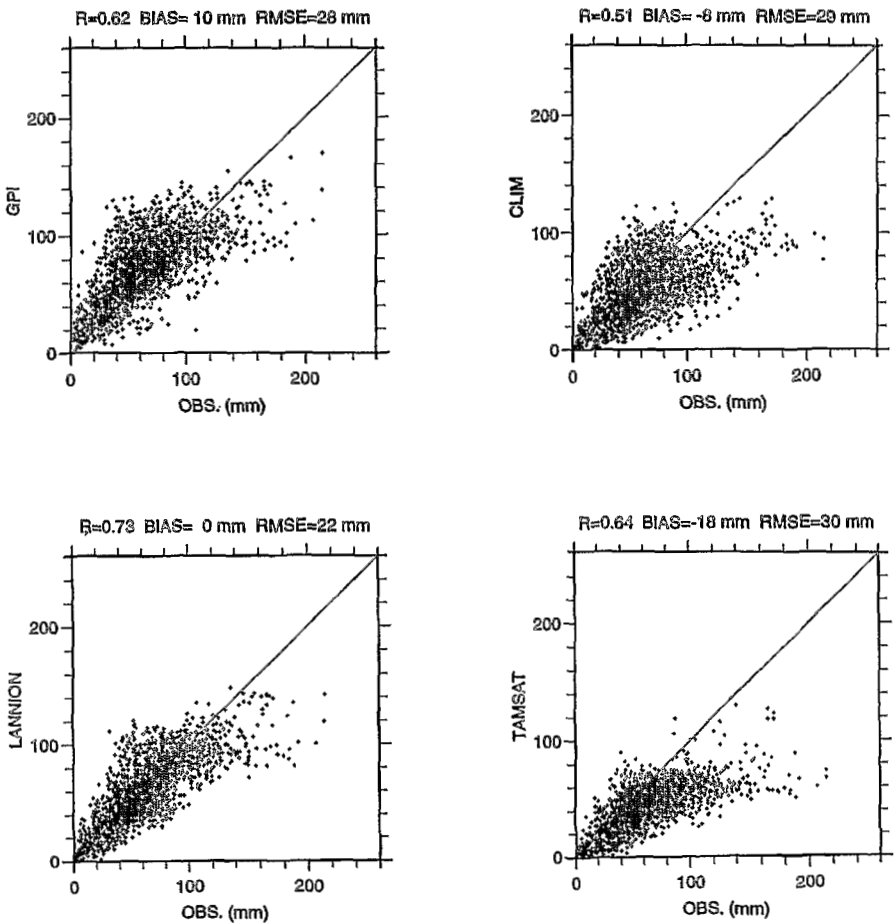 R=0.62 BIAS= 10 mm RMSE=28 mm
200
100
0
GPI
0 100 200
OBS. (mm)
R=0.51 BIAS= -8 mm RMSE=29 mm
200
100
0
CLIM
0 100 200
OBS. (mm)
R=0.73 BIAS= 0 mm RMSE=22 mm
200
100
0
LANNION
0 100 200
OBS. (mm)
R=0.64 BIAS=-18 mm RMSE=30 mm
200
100
0
TAMSAT
0 100 200
OBS. (mm)